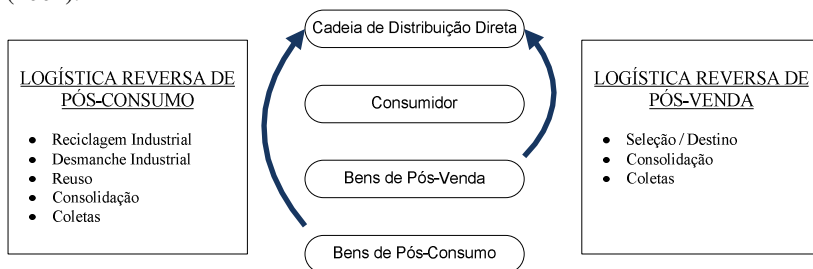 Cadeia de Distribuição Direta
LOGÍSTICA REVERSA DE
PÓS-CONSUMO
● Reciclagem Industrial
● Desmanche Industrial
● Reuso
● Consolidação
● Coletas
Consumidor
Bens de Pós-Venda
Bens de Pós-Consumo
LOGÍSTICA REVERSA DE
PÓS-VENDA
● Seleção / Destino
● Consolidação
● Coletas